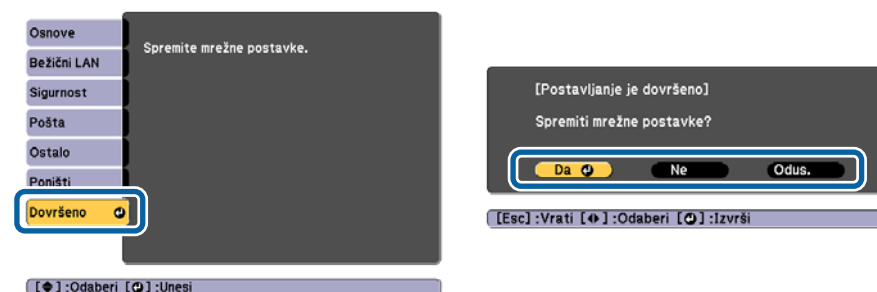 Osnove
Bežični LAN
Sigurnost
Pošta
Ostalo
Poništi
Dovršeno
Spremite mrežne postavke.
[◆] :Odaberi [↵] :Unesi
[Postavljanje je dovršeno]
Spremiti mrežne postavke?
Da Ne Odus.
[Esc] :Vrati [◀▶] :Odaberi [↵] :Izvrši